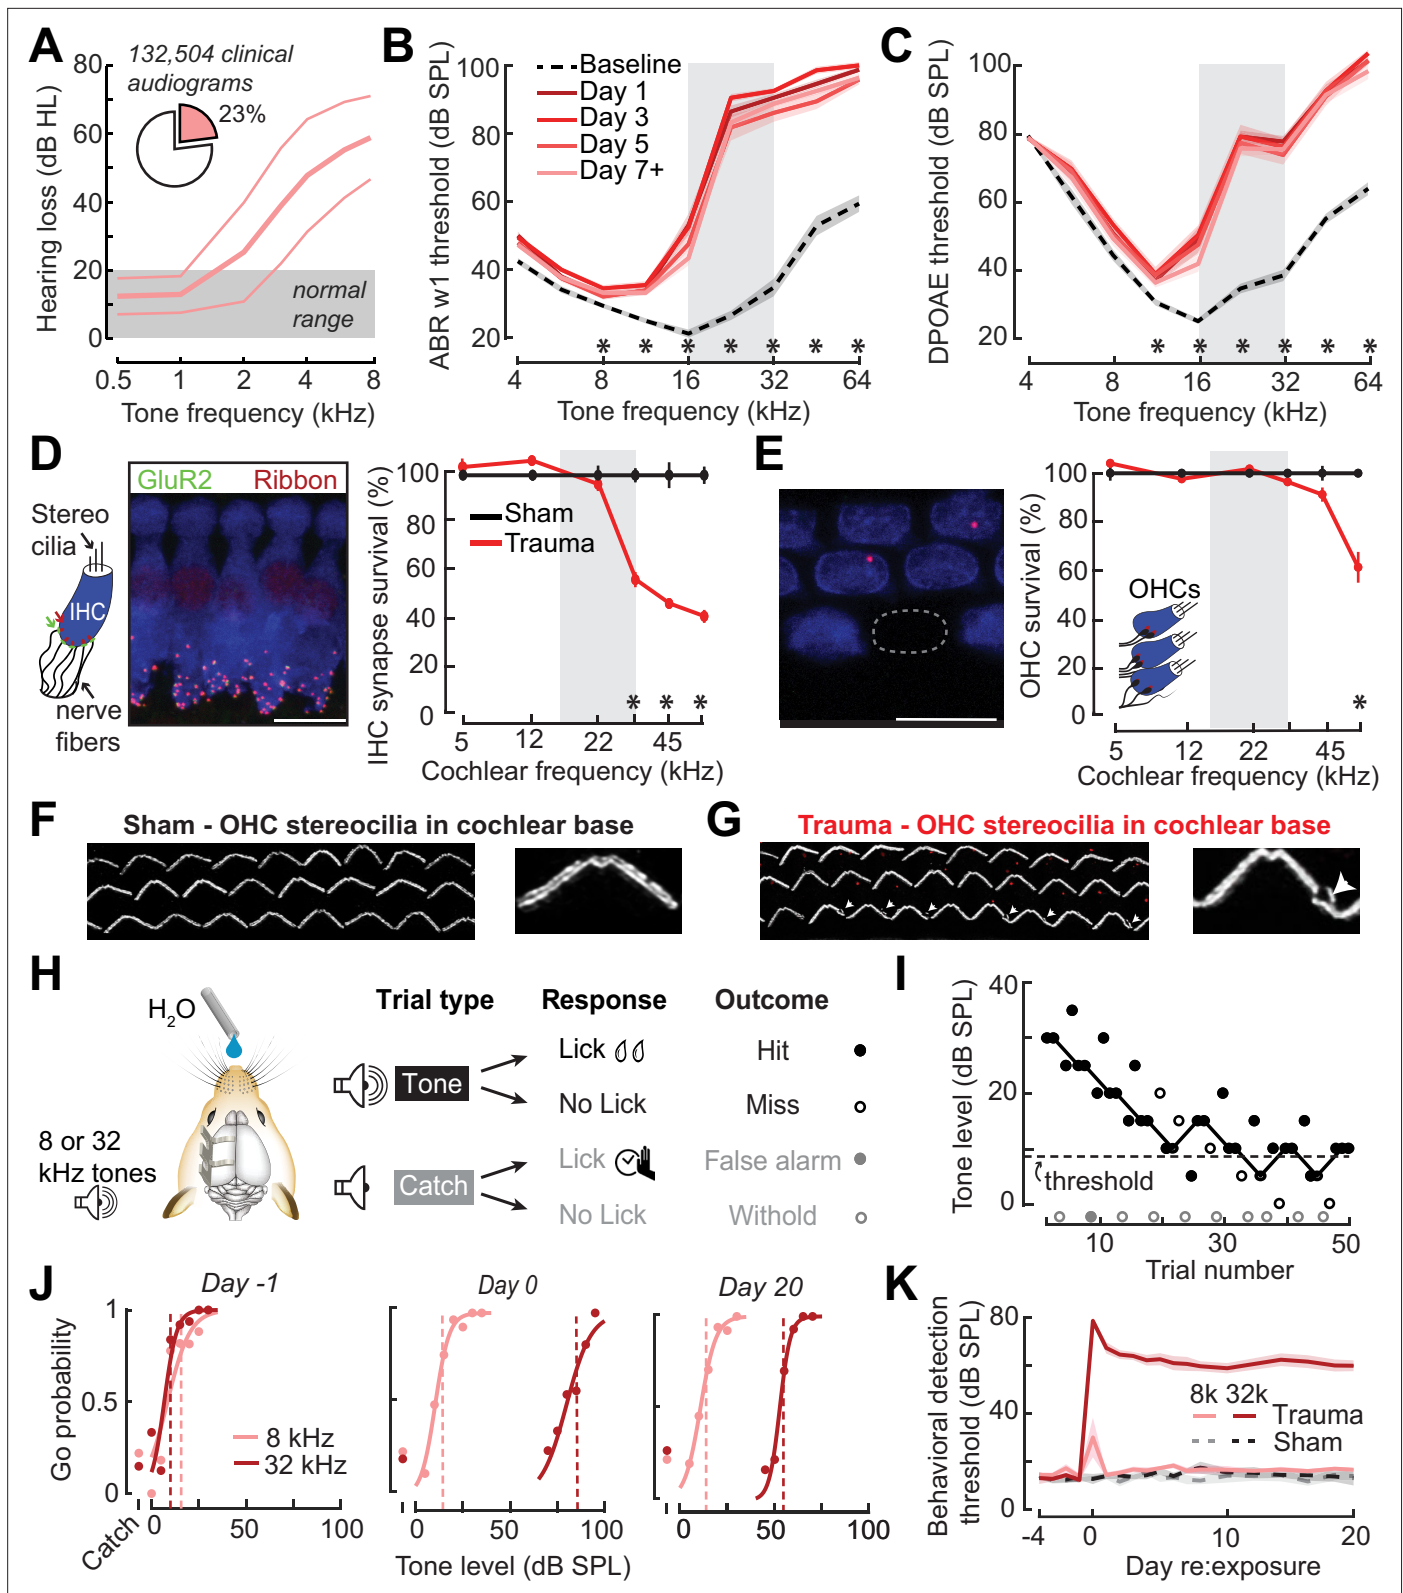 A
132,504 clinical
audiograms
23%
Hearing loss (dB HL)
80
60
40
20
0
normal
range
0.5 1 2 4 8
Tone frequency (kHz)
B
ABR w1 threshold (dB SPL)
100
80
60
40
20
Baseline
Day 1
Day 3
Day 5
Day 7+
* * * * * * *
4 8 16 32 64
Tone frequency (kHz)
C
DPOAE threshold (dB SPL)
100
80
60
40
20
* * * * * *
4 8 16 32 64
Tone frequency (kHz)
D
Stereo
cilia
IHC
nerve
fibers
GluR2 Ribbon
IHC synapse survival (%)
100
80
60
40
20
0
Sham
Trauma
* * *
5 12 22 45
Cochlear frequency (kHz)
E
OHC survival (%)
100
80
60
40
20
0
OHCs
*
5 12 22 45
Cochlear frequency (kHz)
F
Sham - OHC stereocilia in cochlear base
G
Trauma - OHC stereocilia in cochlear base
H
H2O
8 or 32
kHz tones
Trial type Response Outcome
Tone
Lick Hit
No Lick Miss
Catch
Lick False alarm
No Lick Withold
I
Tone level (dB SPL)
40
20
0
threshold
10 30 50
Trial number
J
Day -1 Day 0 Day 20
Go probability
1
0.5
0
8 kHz
32 kHz
Catch 0 50 100
0 50 100
0 50 100
Tone level (dB SPL)
K
Behavioral detection
threshold (dB SPL)
80
40
0
8k 32k
Trauma
Sham
-4 0 10 20
Day re:exposure